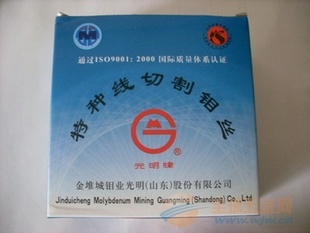 通过ISO9001: 2000 国际质量体系认证
特种线切割钼丝
光明牌®
金堆城钼业光明(山东)股份有限公司
Jinduicheng Molybdenum Mining Guangming (Shandong) Co.,Ltd